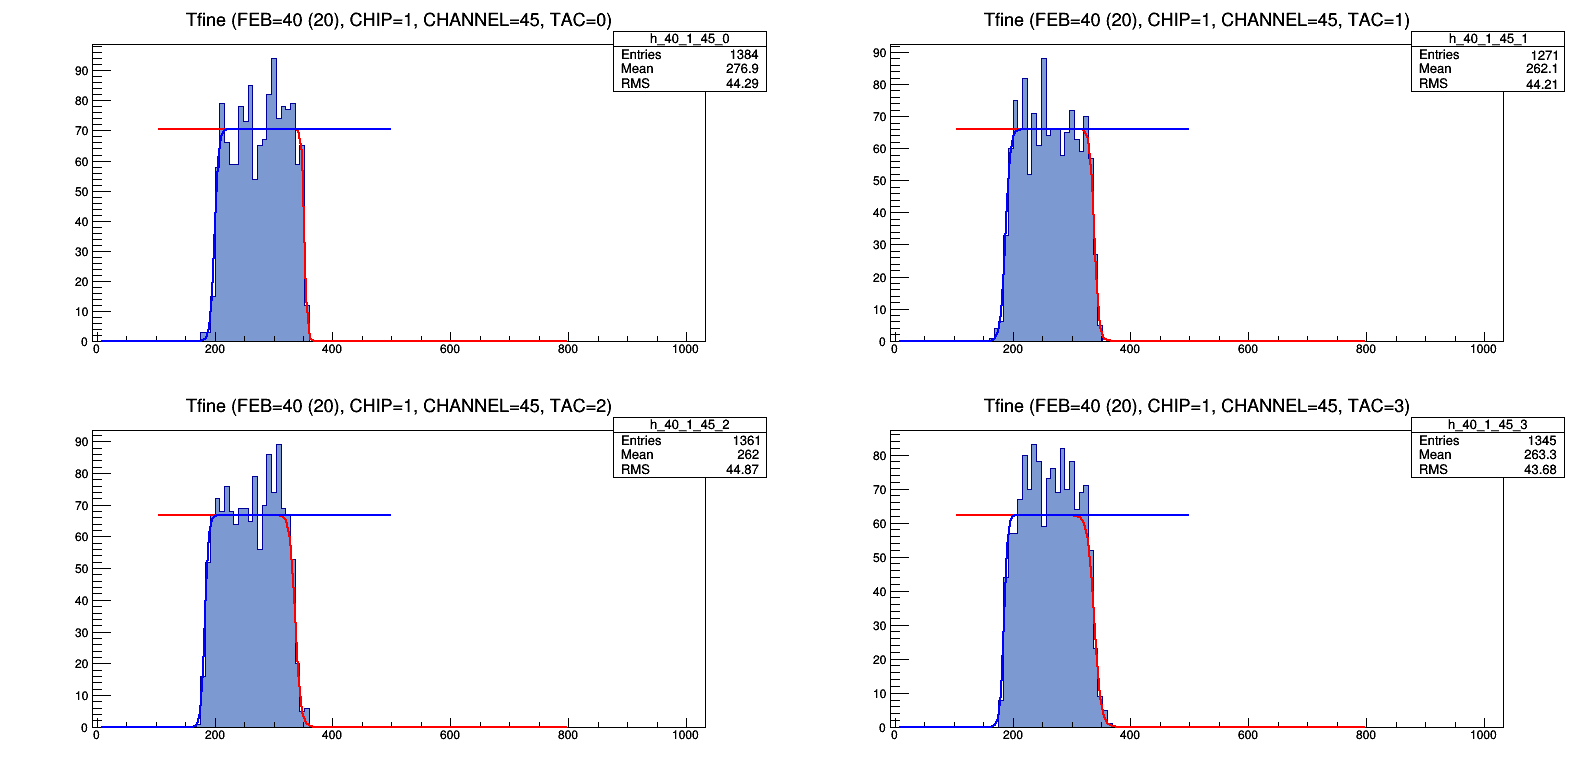 Tfine (FEB=40 (20), CHIP=1, CHANNEL=45, TAC=0)
h_40_1_45_0
Entries 1384
Mean 276.9
RMS 44.29
90
80
70
60
50
40
30
20
10
0
0 200 400 600 800 1000
Tfine (FEB=40 (20), CHIP=1, CHANNEL=45, TAC=1)
h_40_1_45_1
Entries 1271
Mean 262.1
RMS 44.21
90
80
70
60
50
40
30
20
10
0
0 200 400 600 800 1000
Tfine (FEB=40 (20), CHIP=1, CHANNEL=45, TAC=2)
h_40_1_45_2
Entries 1361
Mean 262
RMS 44.87
90
80
70
60
50
40
30
20
10
0
0 200 400 600 800 1000
Tfine (FEB=40 (20), CHIP=1, CHANNEL=45, TAC=3)
h_40_1_45_3
Entries 1345
Mean 263.3
RMS 43.68
80
70
60
50
40
30
20
10
0
0 200 400 600 800 1000